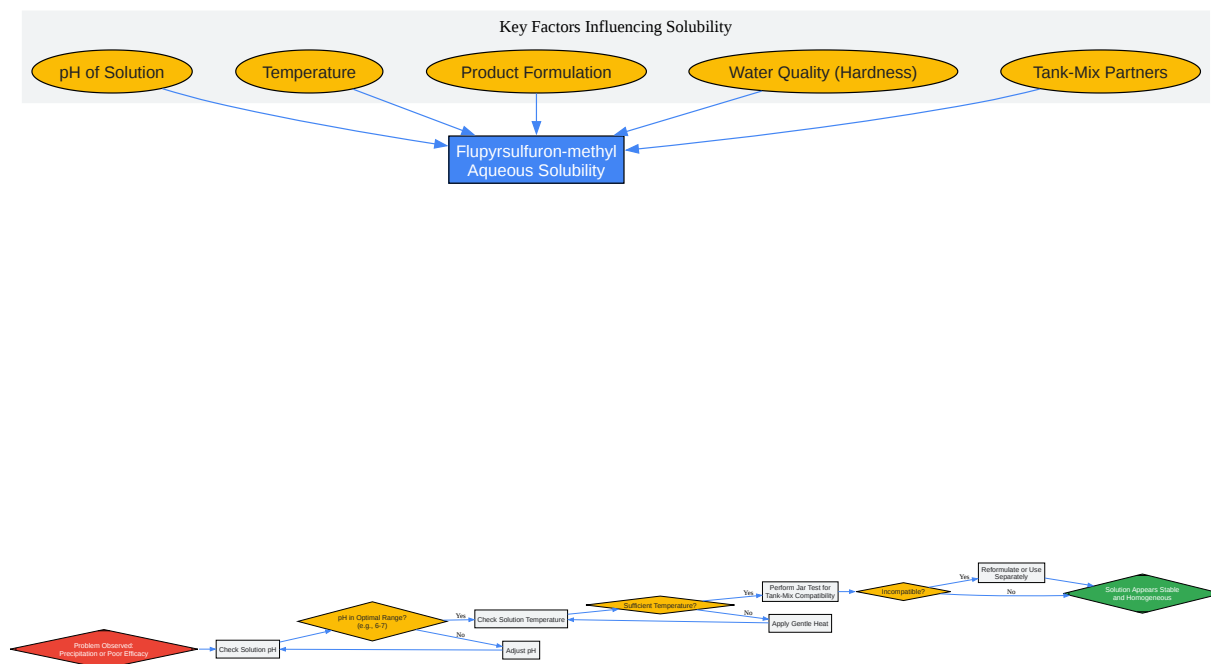 Key Factors Influencing Solubility
pH of Solution
Temperature
Product Formulation
Water Quality (Hardness)
Tank-Mix Partners
Flupyrsulfuron-methyl
Aqueous Solubility
Problem Observed:
Precipitation or Poor Efficacy
Check Solution pH
pH in Optimal Range?
(e.g., 6-7)
Yes
No
Adjust pH
Check Solution Temperature
Sufficient Temperature?
Yes
No
Apply Gentle Heat
Perform Jar Test for
Tank-Mix Compatibility
Incompatible?
Yes
No
Reformulate or Use
Separately
Solution Appears Stable
and Homogeneous